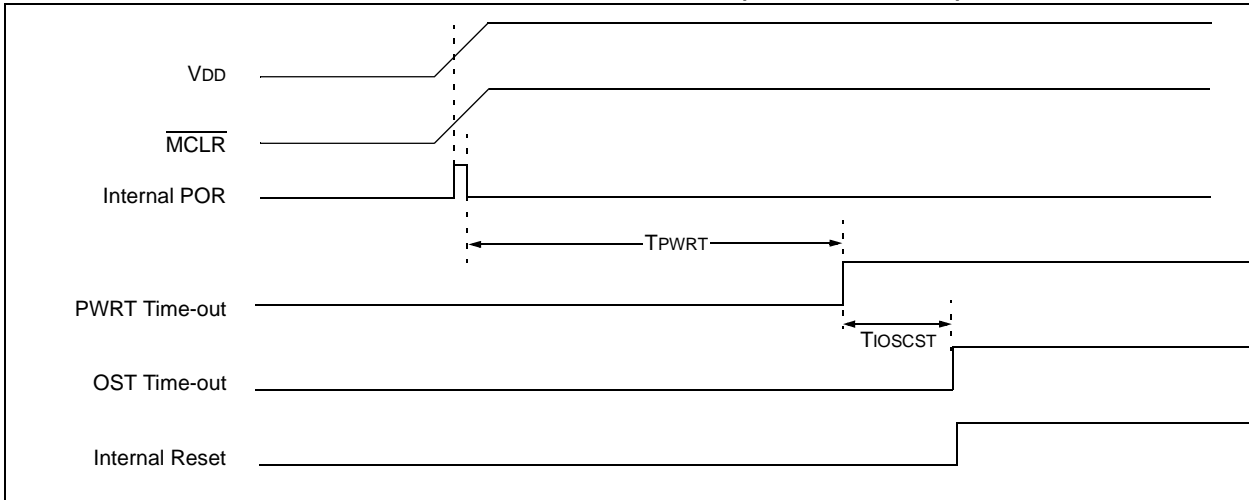 VDD
MCLR
Internal POR
TPWRT
PWRT Time-out
TIOSCST
OST Time-out
Internal Reset